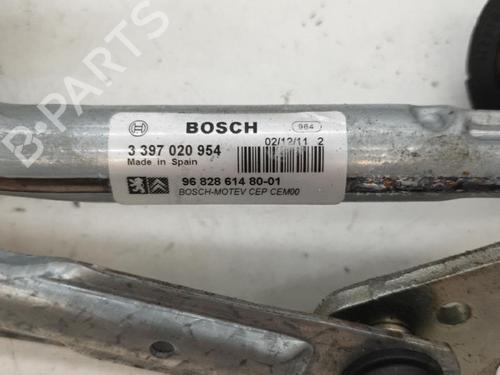 BOSCH
984
3 397 020 954
02/12/11 2
Made in Spain
96 828 614 80-01
BOSCH-MOTEV CEP CEM00
B-PARTS